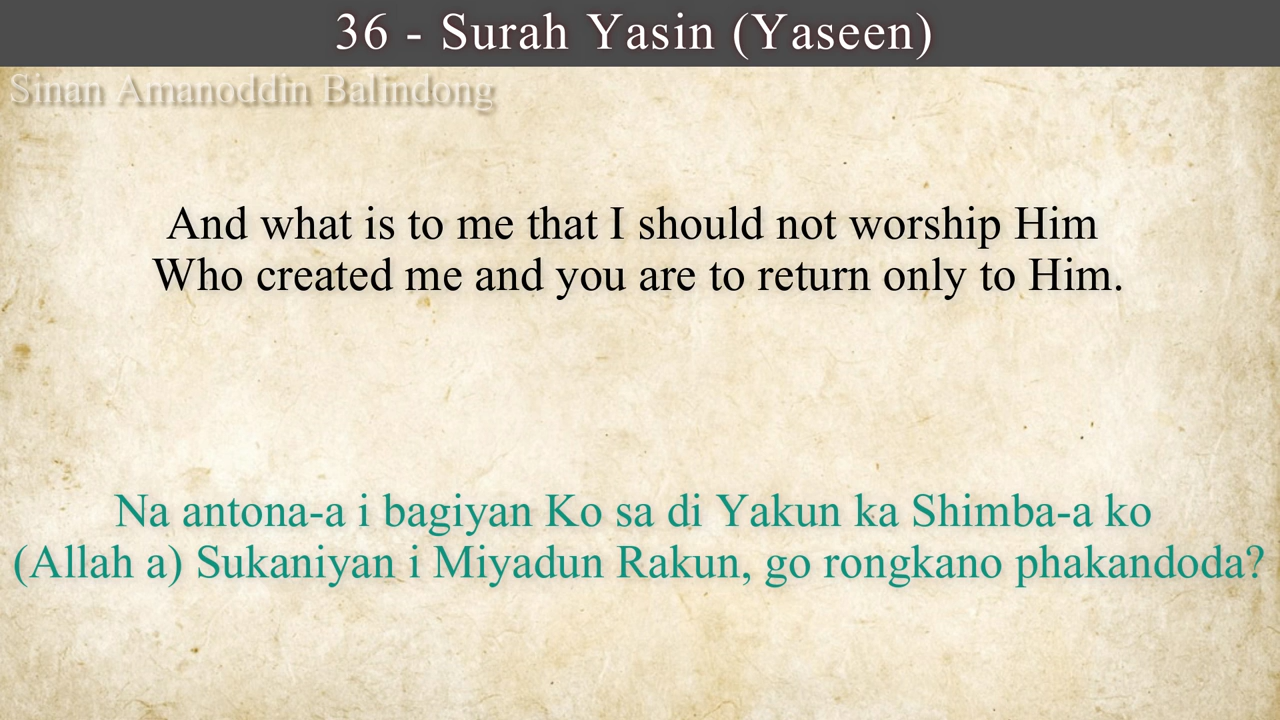 36 - Surah Yasin (Yaseen)
Sinan Amanoddin Balindong
And what is to me that I should not worship Him
Who created me and you are to return only to Him.
Na antona-a i bagiyan Ko sa di Yakun ka Shimba-a ko
(Allah a) Sukaniyan i Miyadun Rakun, go rongkano phakandoda?